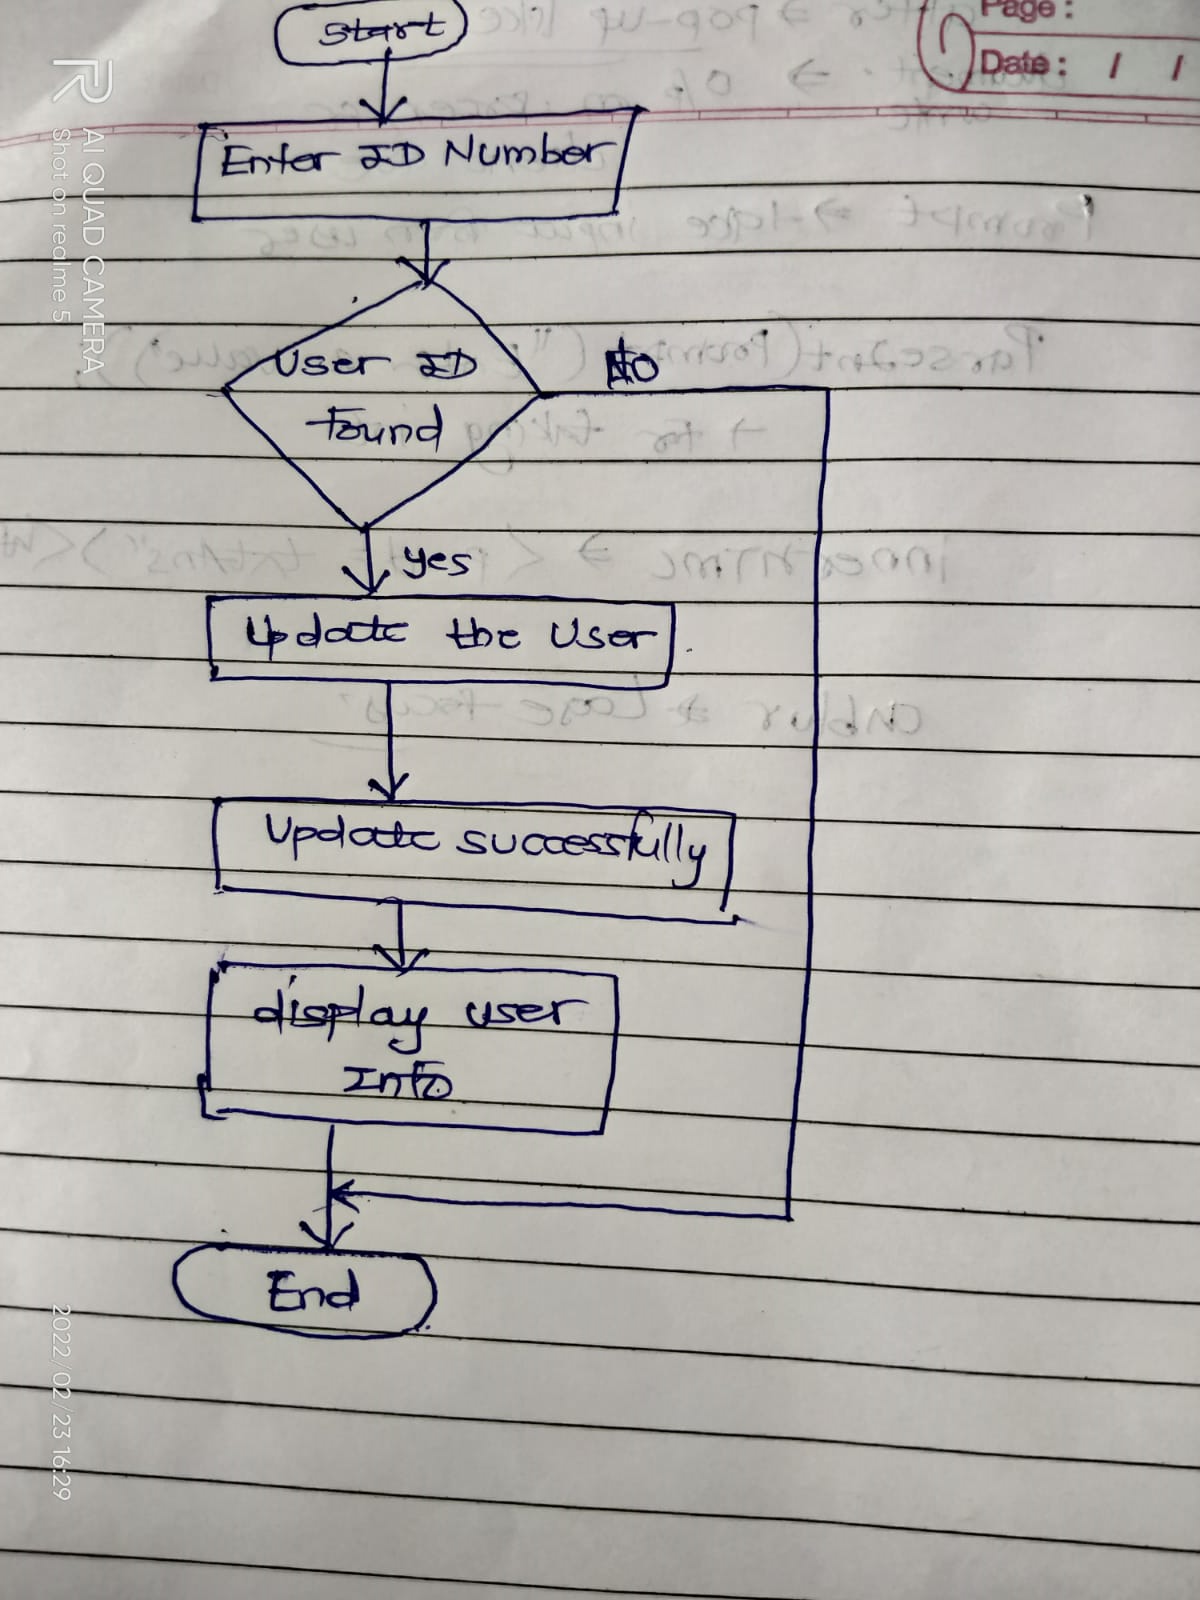 Start
Page :
Date : / /
Enter ID Number
User ID
found
No
yes
Update the User
Update successfully
display user
Info
End
R
AI QUAD CAMERA
Shot on realme 5
2022/02/23 16:29